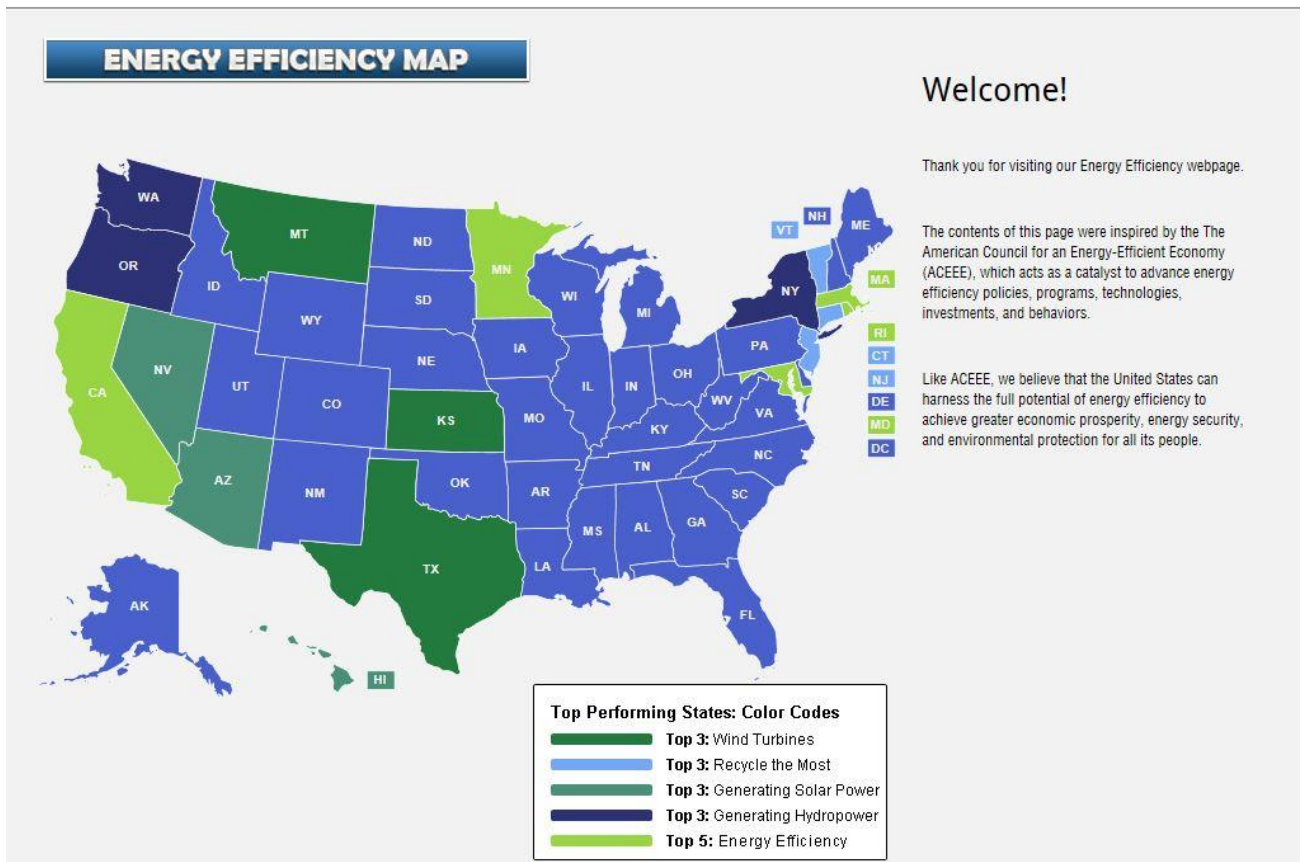 ENERGY EFFICIENCY MAP
Welcome!
Thank you for visiting our Energy Efficiency webpage.
The contents of this page were inspired by the The
American Council for an Energy-Efficient Economy
(ACEEE), which acts as a catalyst to advance energy
efficiency policies, programs, technologies,
investments, and behaviors.
Like ACEEE, we believe that the United States can
harness the full potential of energy efficiency to
achieve greater economic prosperity, energy security,
and environmental protection for all its people.
WA
OR
CA
NV
ID
MT
WY
UT
AZ
CO
NM
ND
SD
NE
KS
OK
TX
MN
IA
MO
AR
LA
WI
IL
MI
IN
OH
KY
TN
MS
AL
GA
FL
SC
NC
VA
WV
PA
NY
VT
NH
ME
MA
RI
CT
NJ
DE
MD
DC
AK
HI
Top Performing States: Color Codes
Top 3: Wind Turbines
Top 3: Recycle the Most
Top 3: Generating Solar Power
Top 3: Generating Hydropower
Top 5: Energy Efficiency